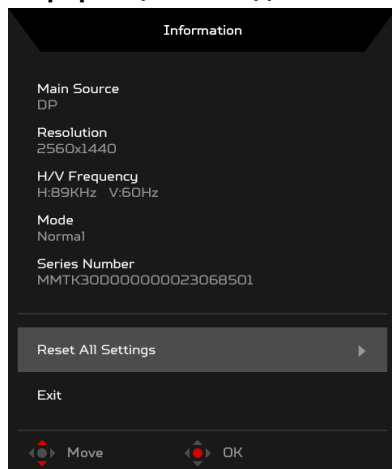 Information
Main Source
DP
Resolution
2560x1440
H/V Frequency
H:89KHz V:60Hz
Mode
Normal
Series Number
MMTK30D000000023068501
Reset All Settings
Exit
Move OK